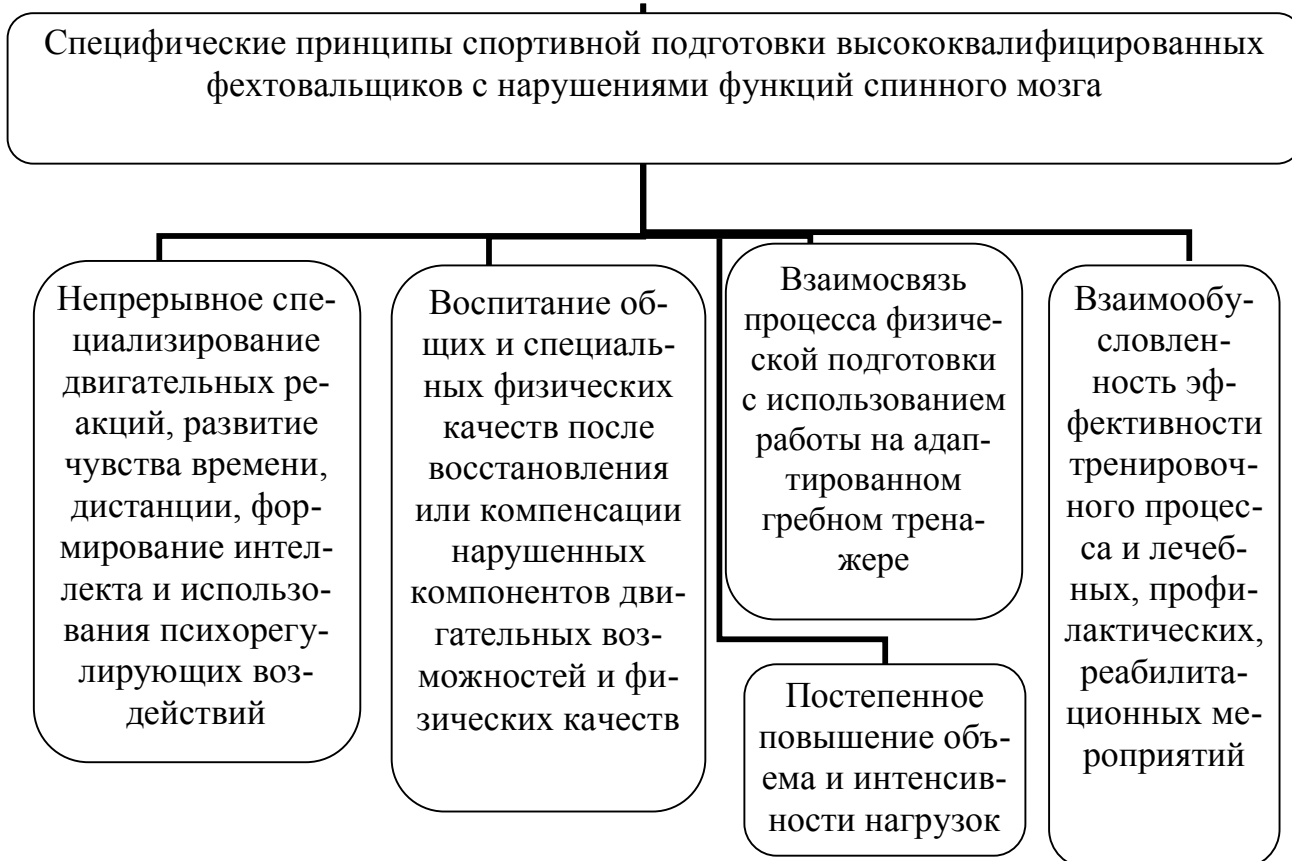 Специфические принципы спортивной подготовки высококвалифицированных
фехтовальщиков с нарушениями функций спинного мозга
Непрерывное спе-
циализирование
двигательных ре-
акций, развитие
чувства времени,
дистанции, фор-
мирование интел-
лекта и использо-
вания психорегу-
лирующих воз-
действий
Воспитание об-
щих и специаль-
ных физических
качеств после
восстановления
или компенсации
нарушенных
компонентов дви-
гательных воз-
можностей и фи-
зических качеств
Взаимосвязь
процесса физиче-
ской подготовки
с использованием
работы на адап-
тированном
гребном трена-
жере
Постепенное
повышение объ-
ема и интенсив-
ности нагрузок
Взаимообу-
словлен-
ность эф-
фективности
тренировоч-
ного процес-
са и лечеб-
ных, профи-
лактических,
реабилита-
ционных ме-
роприятий